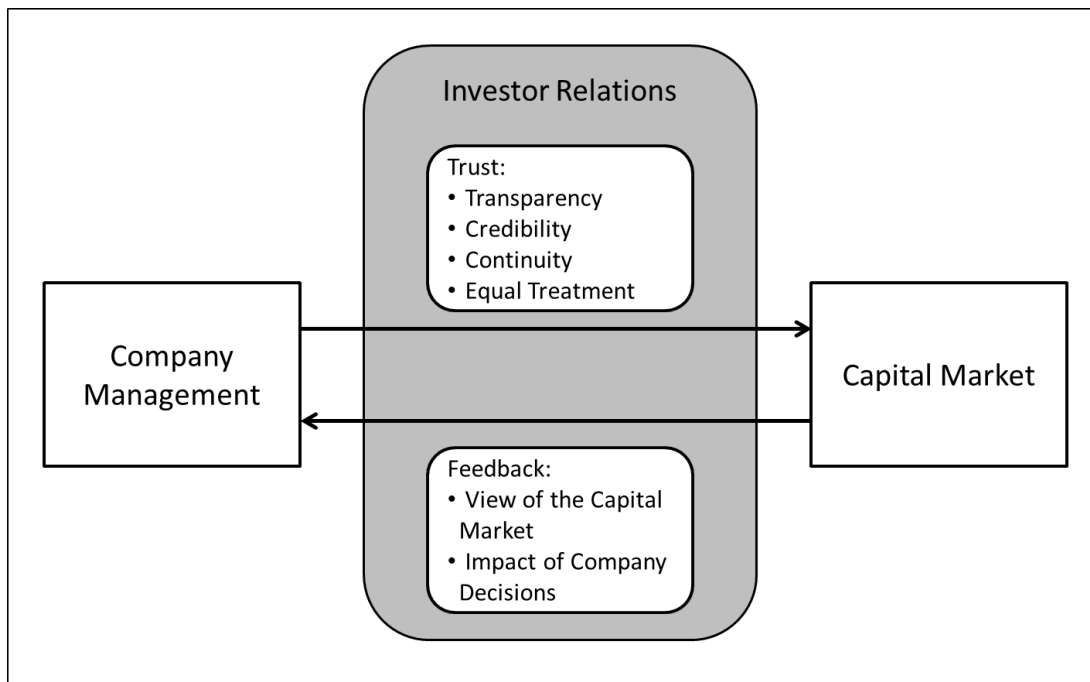 Investor Relations
Trust:
• Transparency
• Credibility
• Continuity
• Equal Treatment
Company
Management
Capital Market
Feedback:
• View of the Capital
Market
• Impact of Company
Decisions